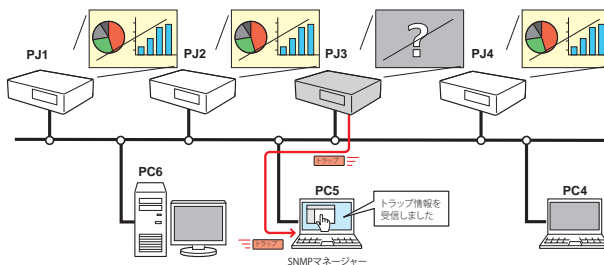 PJ1
PJ2
PJ3
?
PJ4
トラップ
PC6
PC5
トラップ情報を
受信しました
PC4
トラップ
SNMPマネージャー